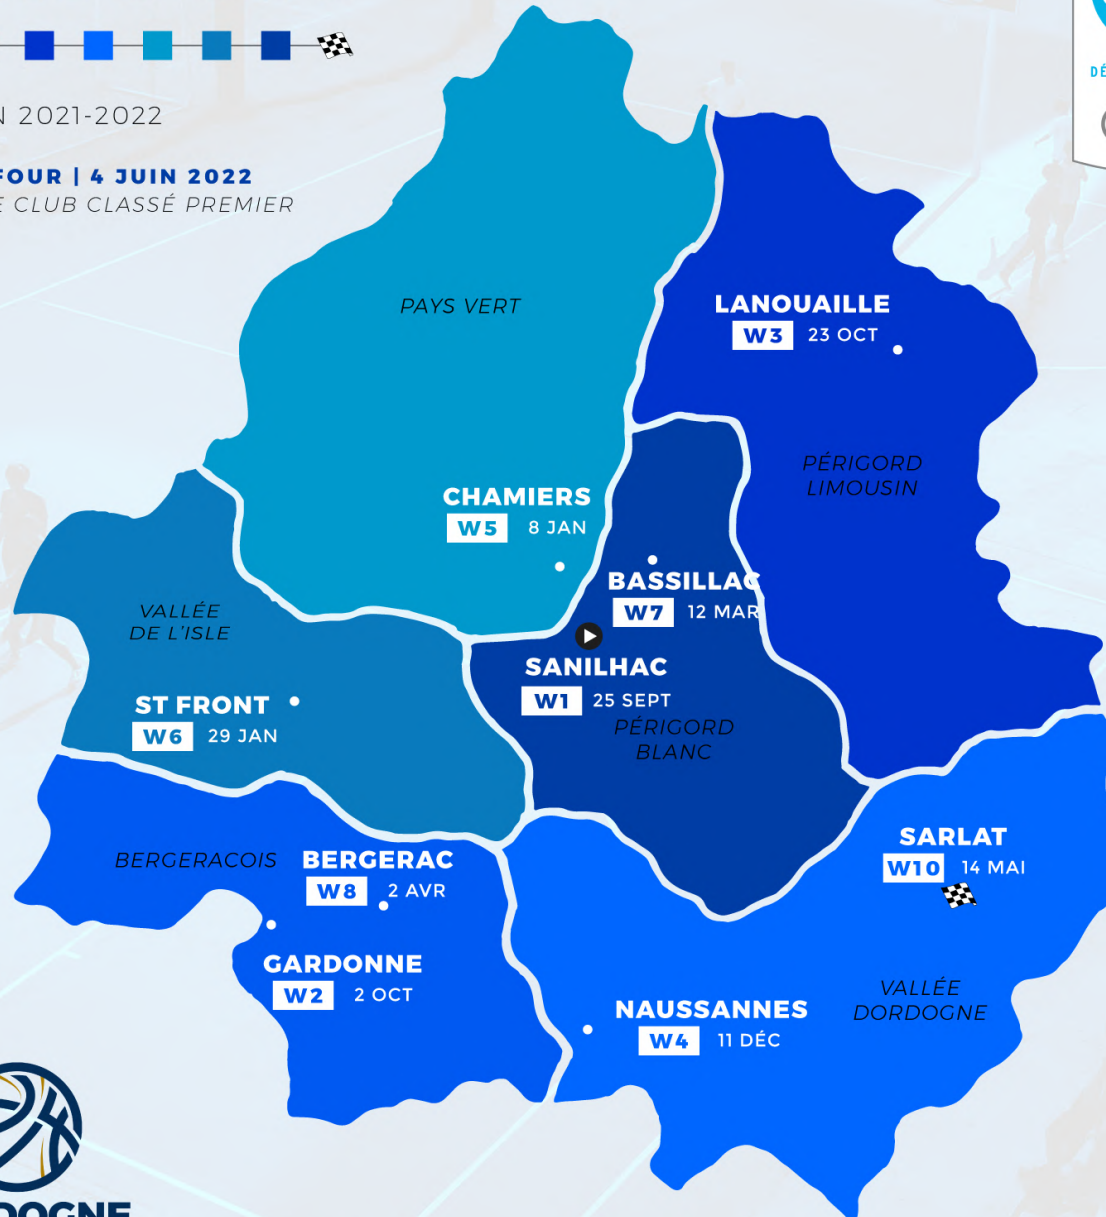 N 2021-2022
FOUR | 4 JUIN 2022
E CLUB CLASSÉ PREMIER
DÉ
PAYS VERT
LANOUAILLE
W3 23 OCT
PÉRIGORD
LIMOUSIN
CHAMIERS
W5 8 JAN
BASSILLAC
W7 12 MAR
VALLÉE
DE L'ISLE
SANILHAC
W1 25 SEPT
PÉRIGORD
BLANC
ST FRONT
W6 29 JAN
SARLAT
W10 14 MAI
BERGERACOIS
BERGERAC
W8 2 AVR
GARDONNE
W2 2 OCT
VALLÉE
DORDOGNE
NAUSSANNES
W4 11 DÉC
DOGNE